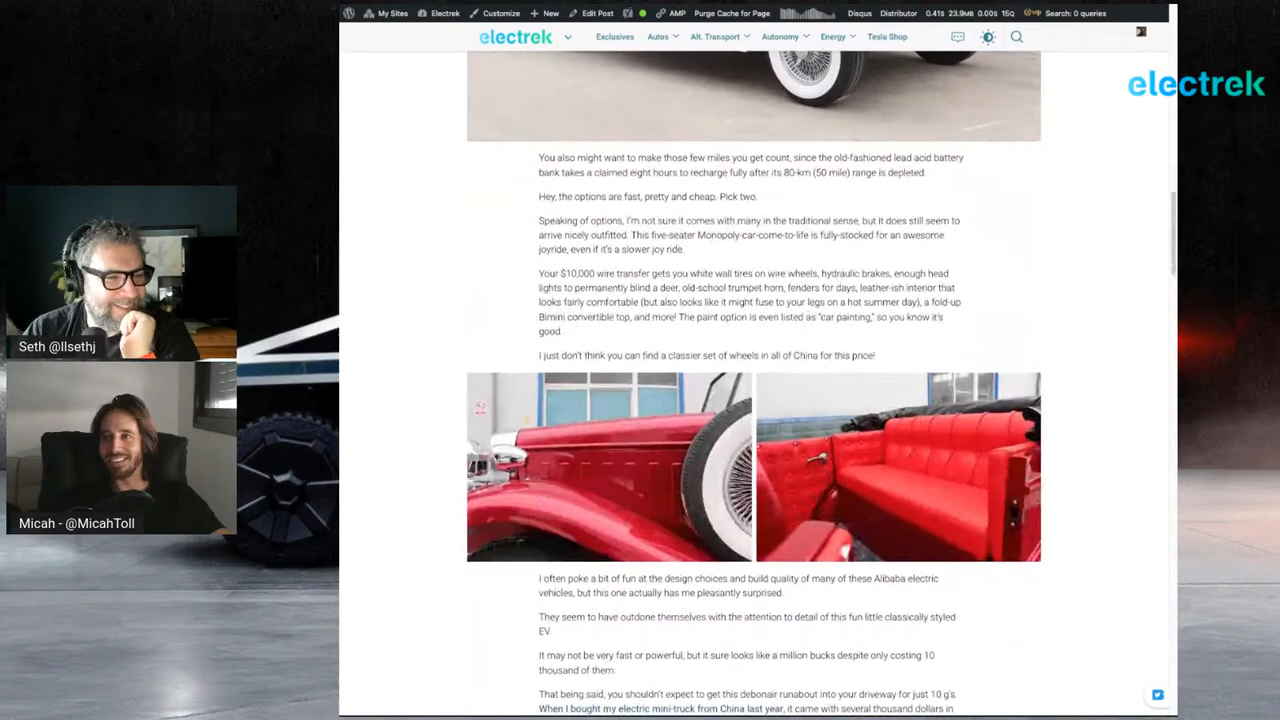 My Sites Electrek Customize New Edit Post AMP Purge Cache for Page Disqus Distributor 0.41S 23.9MB 0.00S 15Q Search: 0 queries
electrek Exclusives Autos Alt. Transport Autonomy Energy Tesla Shop
electrek
You also might want to make those few miles you get count, since the old-fashioned lead acid battery
bank takes a claimed eight hours to recharge fully after its 80-km (50 mile) range is depleted.
Hey, the options are fast, pretty and cheap. Pick two.
Speaking of options, I'm not sure it comes with many in the traditional sense, but it does still seem to
arrive nicely outfitted. This five-seater Monopoly-car-come-to-life is fully-stocked for an awesome
joyride, even if it's a slower joy ride.
Your $10,000 wire transfer gets you white wall tires on wire wheels, hydraulic brakes, enough head
lights to permanently blind a deer, old-school trumpet horn, fenders for days, leather-ish interior that
looks fairly comfortable (but also looks like it might fuse to your legs on a hot summer day), a fold-up
Bimini convertible top, and more! The paint option is even listed as "car painting," so you know it's
good.
I just don't think you can find a classier set of wheels in all of China for this price!
Seth @llsethj
Micah - @MicahToll
I often poke a bit of fun at the design choices and build quality of many of these Alibaba electric
vehicles, but this one actually has me pleasantly surprised.
They seem to have outdone themselves with the attention to detail of this fun little classically styled
EV.
It may not be very fast or powerful, but it sure looks like a million bucks despite only costing 10
thousand of them.
That being said, you shouldn't expect to get this debonair runabout into your driveway for just 10 g's.
When I bought my electric mini-truck from China last year, it came with several thousand dollars in